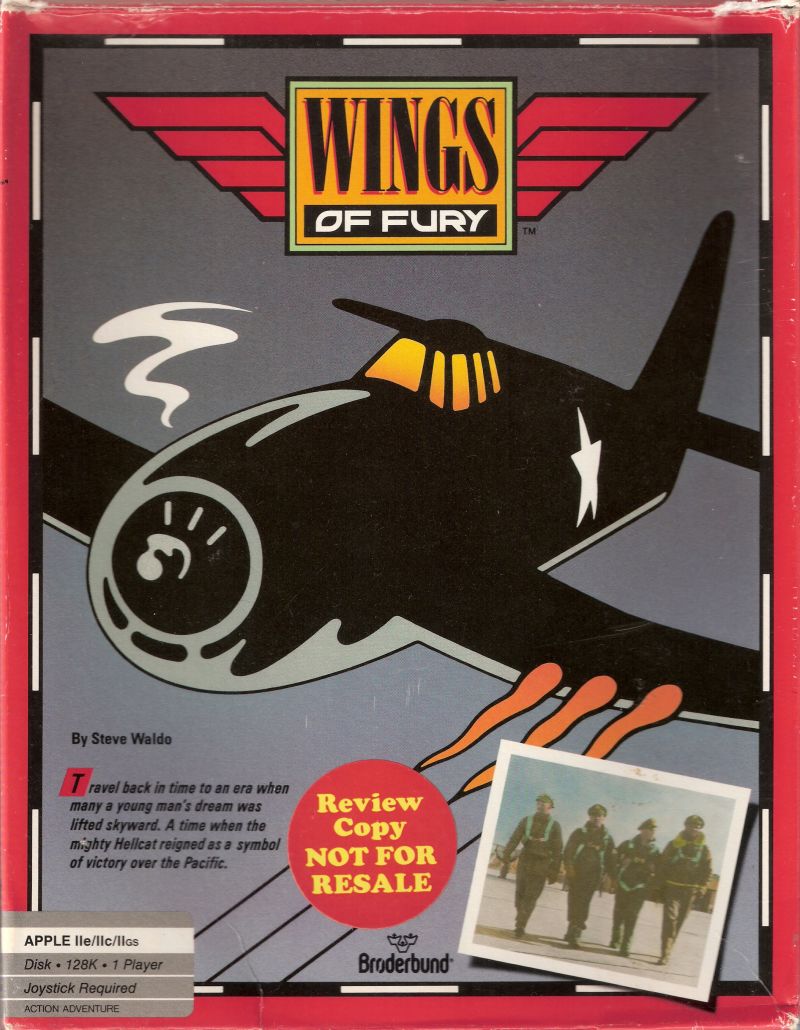 WINGS
OF FURY
™
By Steve Waldo
Travel back in time to an era when
many a young man's dream was
lifted skyward. A time when the
mighty Hellcat reigned as a symbol
of victory over the Pacific.
Review
Copy
NOT FOR
RESALE
APPLE IIe/IIc/IIGS
Disk • 128K • 1 Player
Joystick Required
ACTION ADVENTURE
Brøderbund®